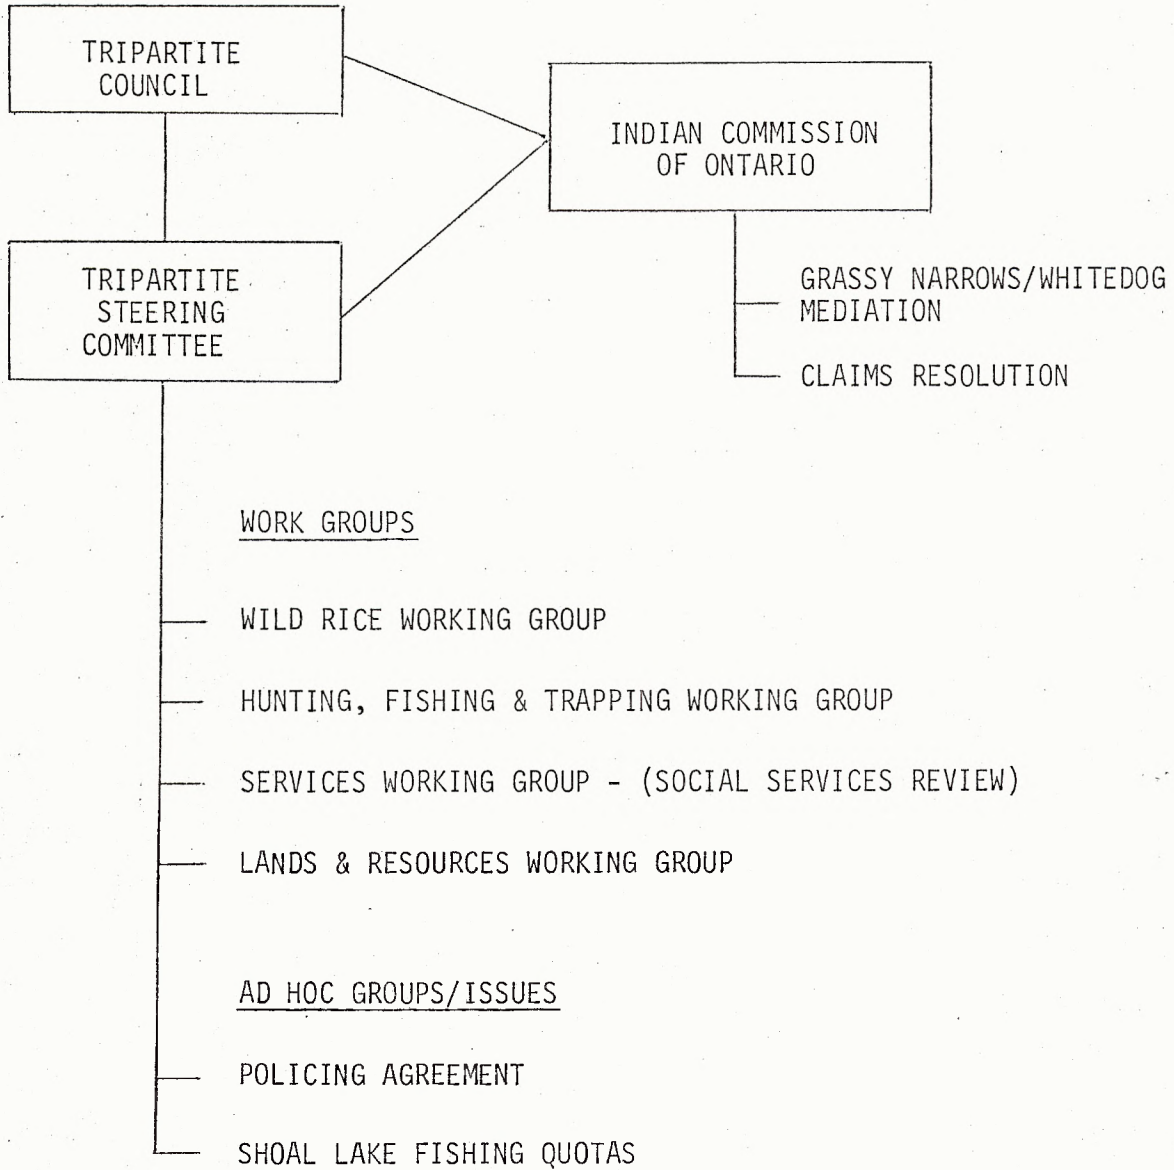 TRIPARTITE
COUNCIL
INDIAN COMMISSION
OF ONTARIO
TRIPARTITE
STEERING
COMMITTEE
GRASSY NARROWS/WHITEDOG
MEDIATION
CLAIMS RESOLUTION
WORK GROUPS
WILD RICE WORKING GROUP
HUNTING, FISHING & TRAPPING WORKING GROUP
SERVICES WORKING GROUP - (SOCIAL SERVICES REVIEW)
LANDS & RESOURCES WORKING GROUP
AD HOC GROUPS/ISSUES
POLICING AGREEMENT
SHOAL LAKE FISHING QUOTAS